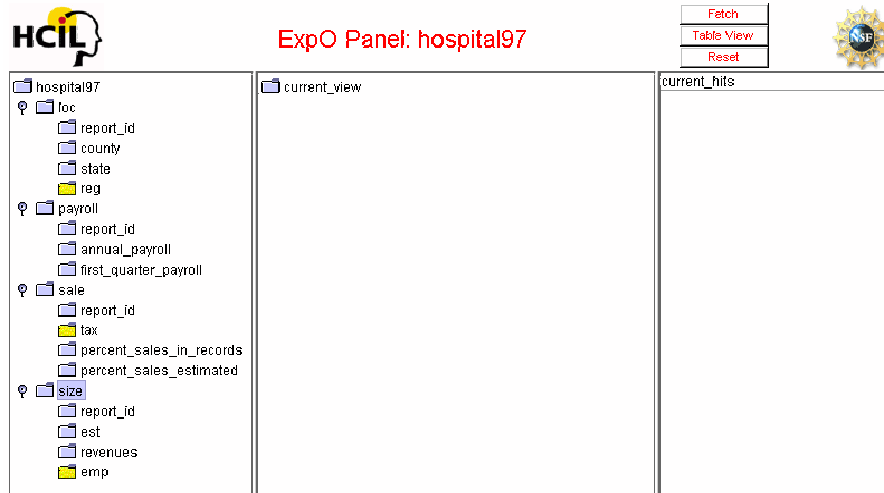 HCIL
ExpO Panel: hospital97
Fetch
Table View
Reset
NSF
hospital97
loc
report_id
county
state
reg
payroll
report_id
annual_payroll
first_quarter_payroll
sale
report_id
tax
percent_sales_in_records
percent_sales_estimated
size
report_id
est
revenues
emp
current_view
current_hits